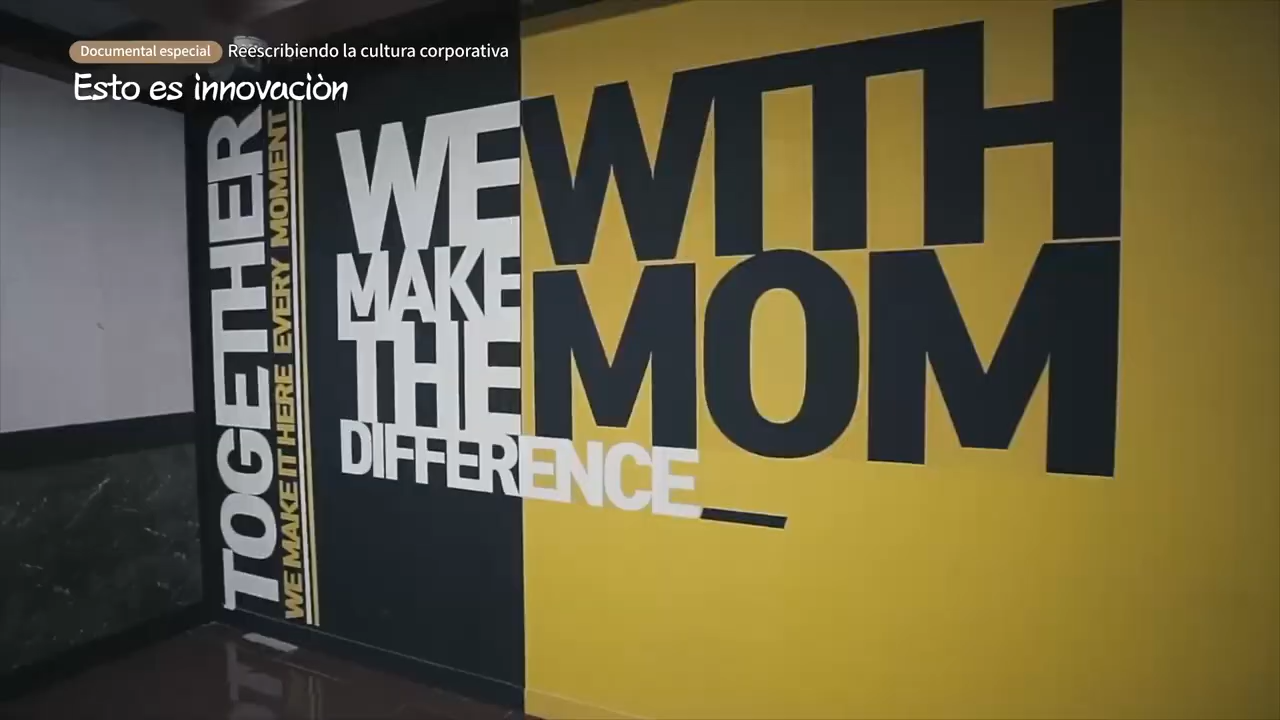 Documental especial Reescribiendo la cultura corporativa
Esto es innovaciòn
TOGETHER
WE MAKE IT HERE EVERY MOMENT
WE
MAKE
THE
DIFFERENCE_
WITH
MOM